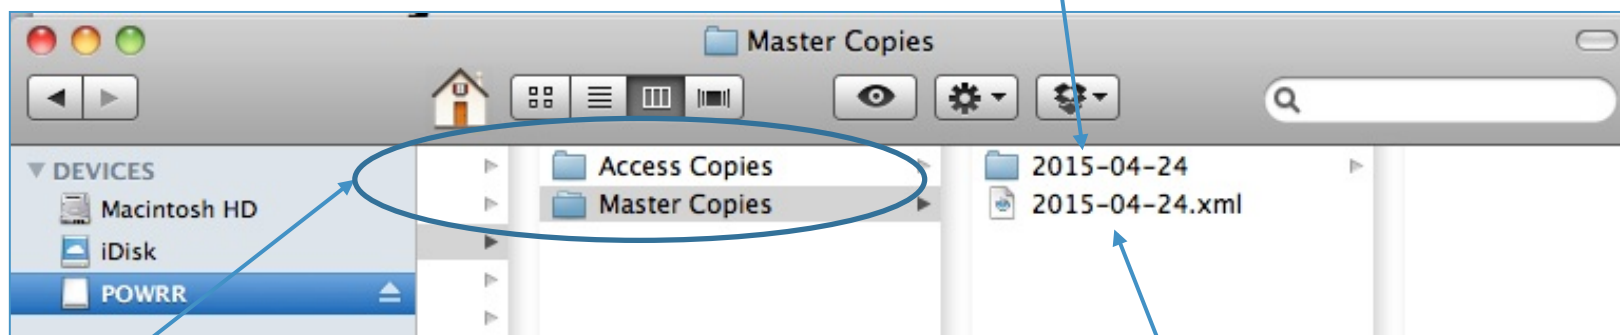 Master Copies
DEVICES
Macintosh HD
iDisk
POWRR
Access Copies
Master Copies
2015-04-24
2015-04-24.xml